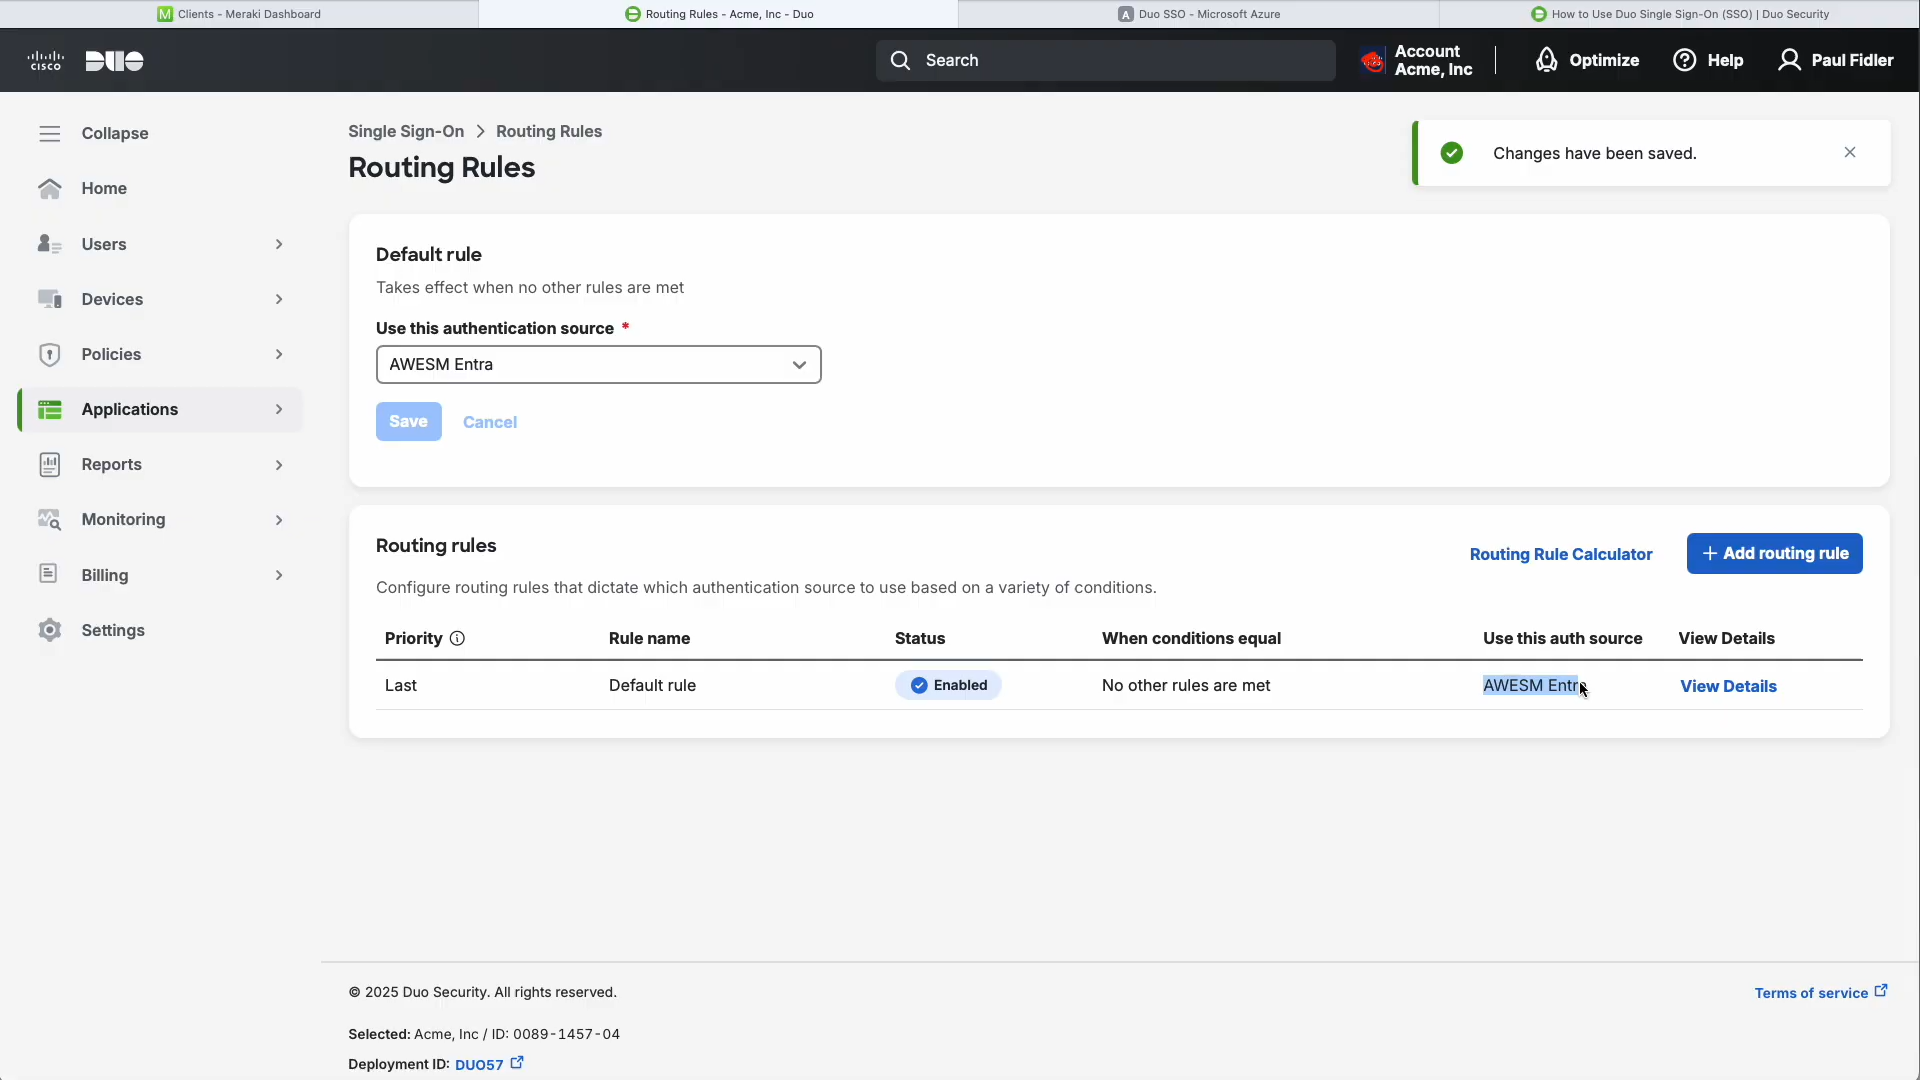 Clients - Meraki Dashboard
Routing Rules - Acme, Inc - Duo
Duo SSO - Microsoft Azure
How to Use Duo Single Sign-On (SSO) | Duo Security
CISCO
DUO
Search
Account
Acme, Inc
Optimize
Help
Paul Fidler
Collapse
Home
Users
Devices
Policies
Applications
Reports
Monitoring
Billing
Settings
Single Sign-On > Routing Rules
Routing Rules
Changes have been saved.
Default rule
Takes effect when no other rules are met
Use this authentication source *
AWESM Entra
Save
Cancel
Routing rules
Routing Rule Calculator
+ Add routing rule
Configure routing rules that dictate which authentication source to use based on a variety of conditions.
Priority
Rule name
Status
When conditions equal
Use this auth source
View Details
Last
Default rule
Enabled
No other rules are met
AWESM Entra
View Details
© 2025 Duo Security. All rights reserved.
Terms of service
Selected: Acme, Inc / ID: 0089-1457-04
Deployment ID: DUO57